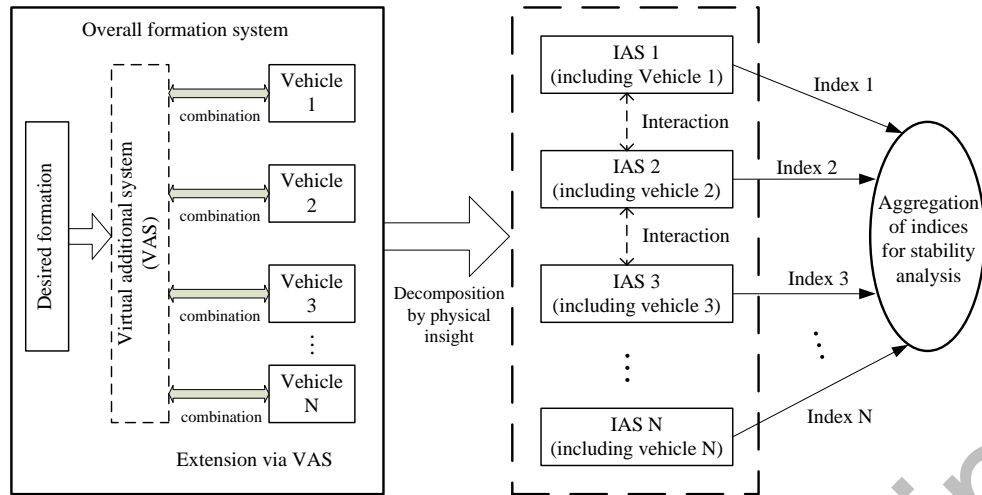 Overall formation system
Desired formation
Virtual additional system
(VAS)
combination
Vehicle
1
combination
Vehicle
2
combination
Vehicle
3
...
combination
Vehicle
N
Extension via VAS
Decomposition
by physical
insight
IAS 1
(including Vehicle 1)
Interaction
IAS 2
(including vehicle 2)
Interaction
IAS 3
(including vehicle 3)
...
IAS N
(including vehicle N)
Index 1
Index 2
Index 3
...
Index N
Aggregation
of indices
for stability
analysis